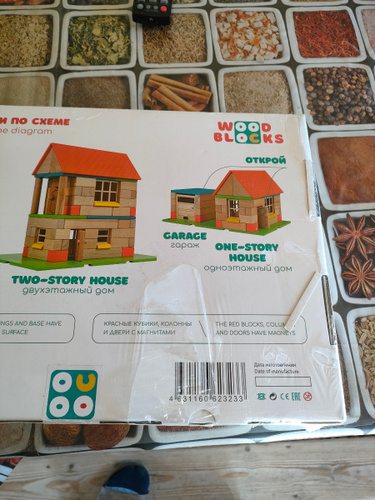 И ПО СХЕМЕ
e diagram
WOOD
BLOCKS
ОТКРОЙ
GARAGE
гараж
ONE-STORY
HOUSE
одноэтажный дом
TWO-STORY HOUSE
двухэтажный дом
NGS AND BASE HAVE
SURFACE
КРАСНЫЕ КУБИКИ, КОЛОННЫ
И ДВЕРИ С МАГНИТАМИ
THE RED BLOCKS, COLU
AND DOORS HAVE MAGNETS
Дата изготовления
Date of manufacture
4 631160 623233
CE EAC